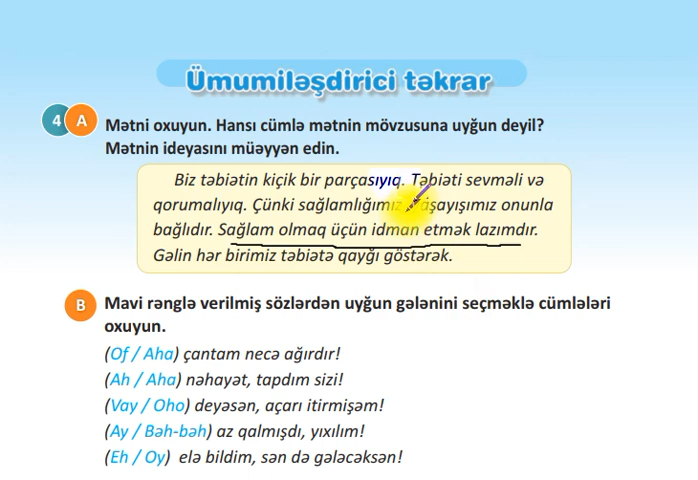 Ümumiləşdirici təkrar
4 A Mətni oxuyun. Hansı cümlə mətnin mövzusuna uyğun deyil?
Mətnin ideyasını müəyyən edin.
Biz təbiətin kiçik bir parçasıyıq. Təbiəti sevməli və
qorumalıyıq. Çünki sağlamlığımız, yaşayışımız onunla
bağlıdır. Sağlam olmaq üçün idman etmək lazımdır.
Gəlin hər birimiz təbiətə qayğı göstərək.
B Mavi rənglə verilmiş sözlərdən uyğun gələnini seçməklə cümlələri
oxuyun.
(Of / Aha) çantam necə ağırdır!
(Ah / Aha) nəhayət, tapdım sizi!
(Vay / Oho) deyəsən, açarı itirmişəm!
(Ay / Bəh-bəh) az qalmışdı, yıxılım!
(Eh / Oy) elə bildim, sən də gələcəksən!